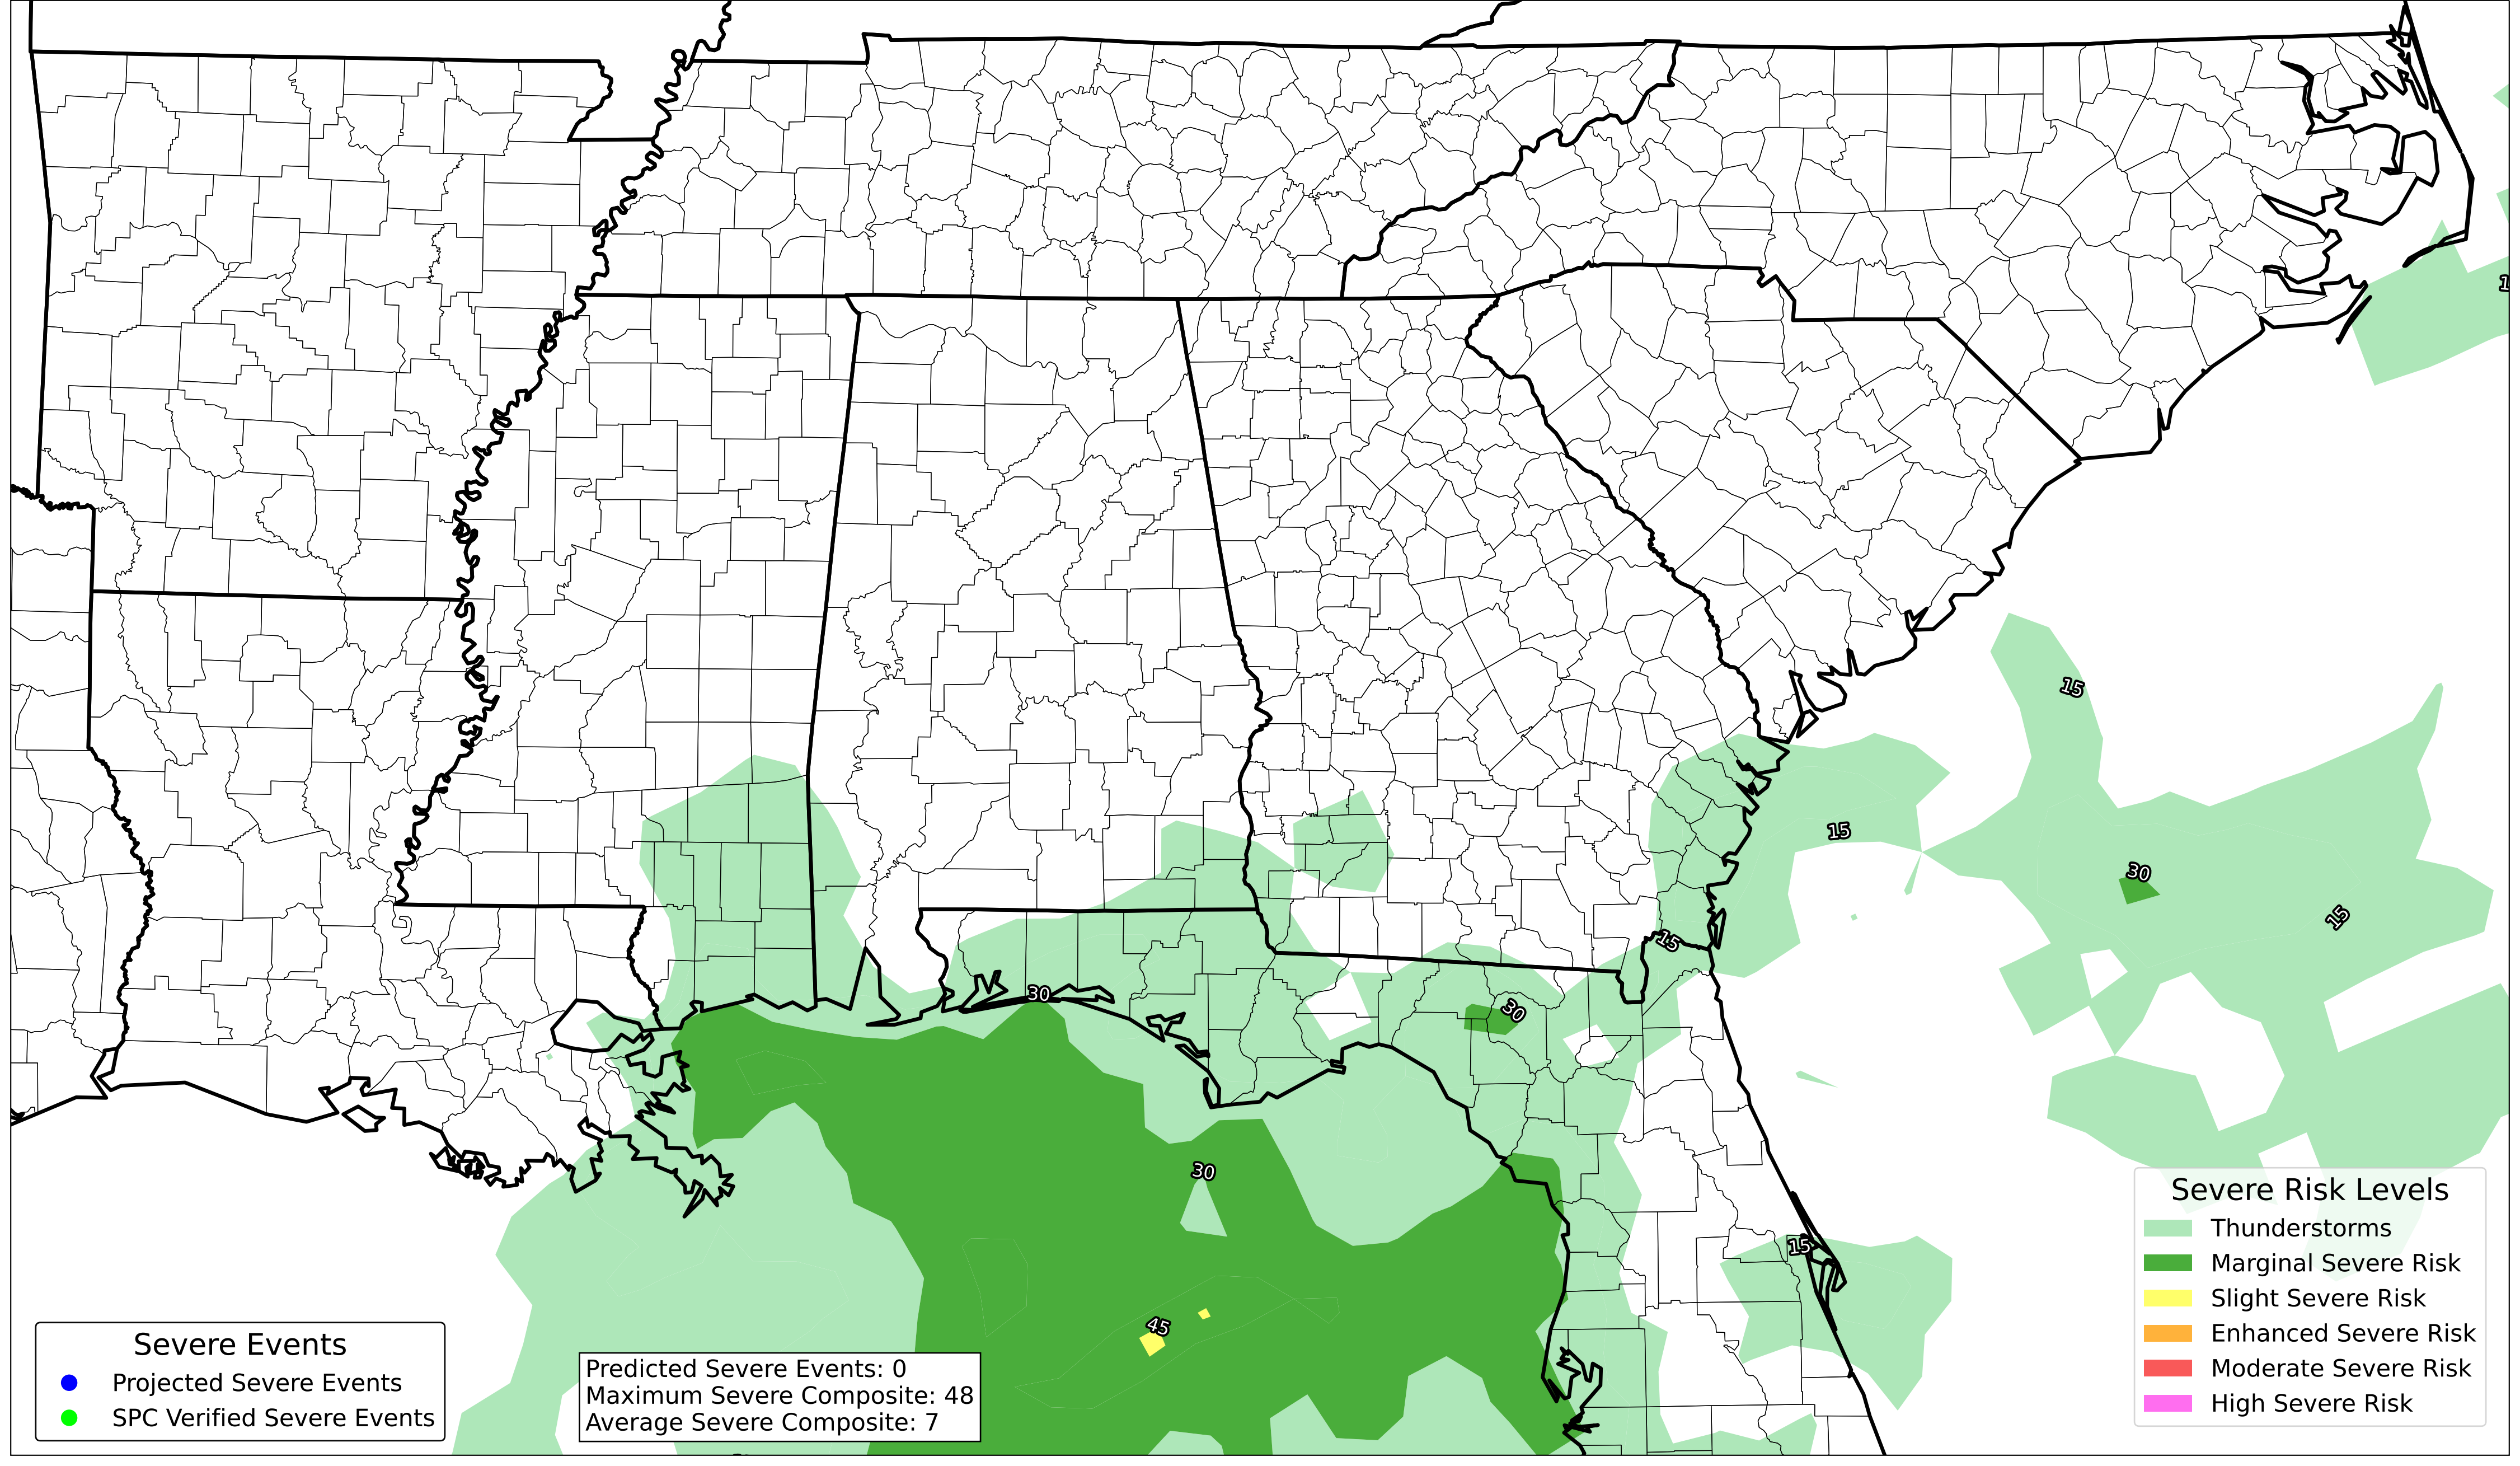 1
15
15
30
15
15
30
30
30
15
45
Severe Risk Levels
Thunderstorms
Marginal Severe Risk
Slight Severe Risk
Enhanced Severe Risk
Moderate Severe Risk
High Severe Risk
Severe Events
Projected Severe Events
SPC Verified Severe Events
Predicted Severe Events: 0
Maximum Severe Composite: 48
Average Severe Composite: 7